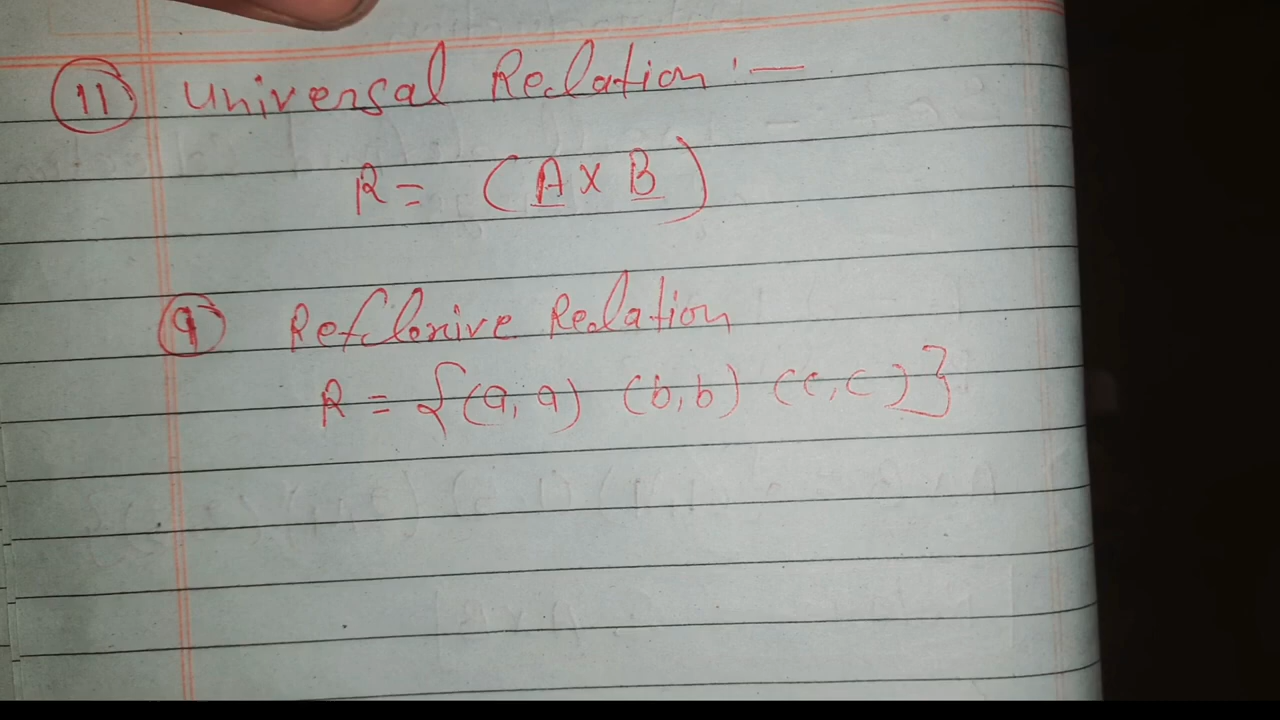 11 Universal Relation :—
R = (A x B)
9 Reflexive Relation
R = {(a, a) (b, b) (c, c)}